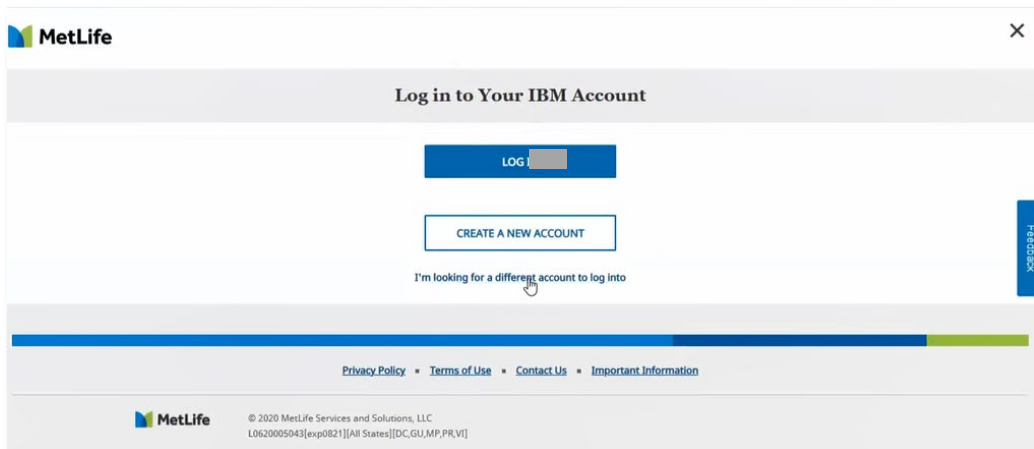 MetLife
Log in to Your IBM Account
LOG
CREATE A NEW ACCOUNT
I'm looking for a different account to log into
Feedback
Privacy Policy ▪ Terms of Use ▪ Contact Us ▪ Important Information
MetLife
© 2020 MetLife Services and Solutions, LLC
L0620005043[exp0821][All States][DC,GU,MP,PR,VI]